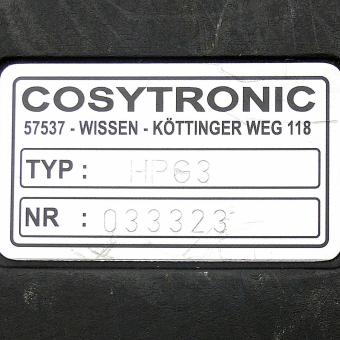 COSYTRONIC
57537 - WISSEN - KÖTTINGER WEG 118
TYP : HPG3
NR : 033323